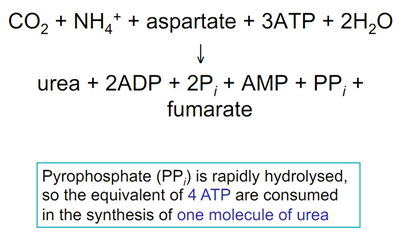 CO₂ + NH₄⁺ + aspartate + 3ATP + 2H₂O
↓
urea + 2ADP + 2Pᵢ + AMP + PPᵢ +
fumarate
Pyrophosphate (PPᵢ) is rapidly hydrolysed,
so the equivalent of 4 ATP are consumed
in the synthesis of one molecule of urea